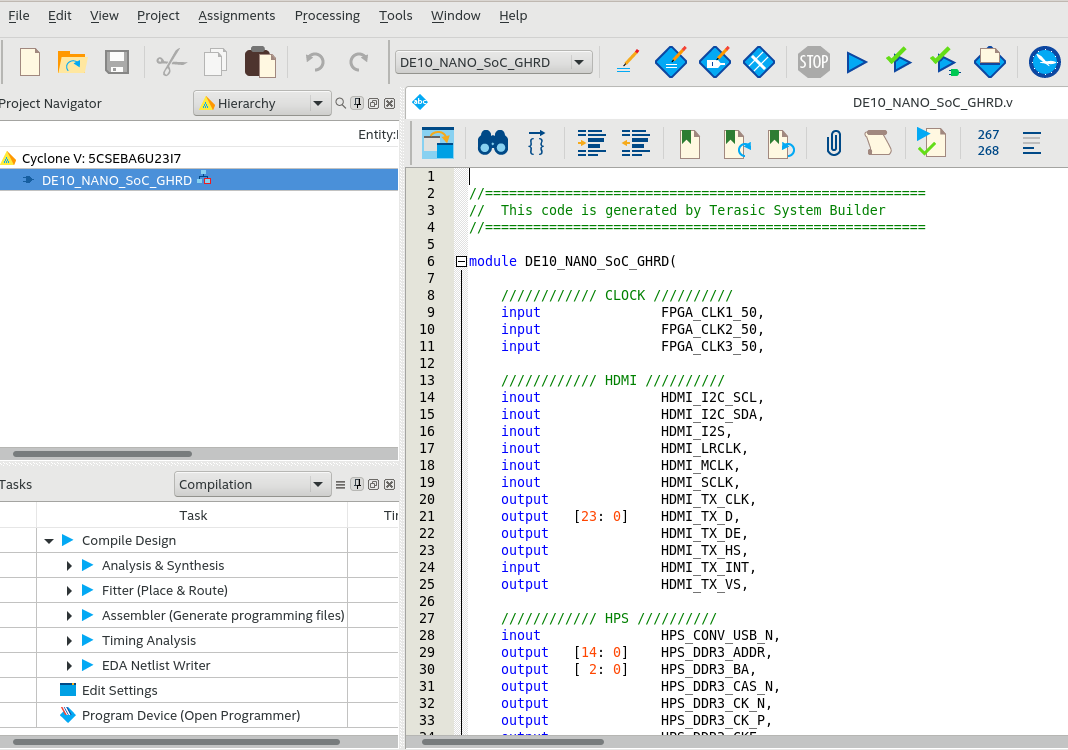 File Edit View Project Assignments Processing Tools Window Help
DE10_NANO_SoC_GHRD
STOP
Project Navigator
Hierarchy
Entity:
Cyclone V: 5CSEBA6U23I7
DE10_NANO_SoC_GHRD
Tasks
Compilation
Task
Compile Design
Analysis & Synthesis
Fitter (Place & Route)
Assembler (Generate programming files)
Timing Analysis
EDA Netlist Writer
Edit Settings
Program Device (Open Programmer)
abc
DE10_NANO_SoC_GHRD.v
267
268
1
2 //=======================================================
3 //  This code is generated by Terasic System Builder
4 //=======================================================
5
6 module DE10_NANO_SoC_GHRD(
7
8 //////////// CLOCK //////////
9 input FPGA_CLK1_50,
10 input FPGA_CLK2_50,
11 input FPGA_CLK3_50,
12
13 //////////// HDMI //////////
14 inout HDMI_I2C_SCL,
15 inout HDMI_I2C_SDA,
16 inout HDMI_I2S,
17 inout HDMI_LRCLK,
18 inout HDMI_MCLK,
19 inout HDMI_SCLK,
20 output HDMI_TX_CLK,
21 output [23: 0] HDMI_TX_D,
22 output HDMI_TX_DE,
23 output HDMI_TX_HS,
24 input HDMI_TX_INT,
25 output HDMI_TX_VS,
26
27 //////////// HPS //////////
28 inout HPS_CONV_USB_N,
29 output [14: 0] HPS_DDR3_ADDR,
30 output [ 2: 0] HPS_DDR3_BA,
31 output HPS_DDR3_CAS_N,
32 output HPS_DDR3_CK_N,
33 output HPS_DDR3_CK_P,